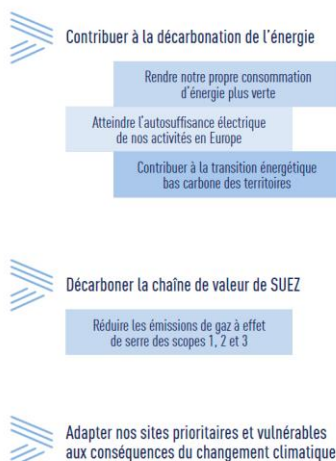 Contribuer à la décarbonation de l'énergie
Rendre notre propre consommation
d'énergie plus verte
Atteindre l'autosuffisance électrique
de nos activités en Europe
Contribuer à la transition énergétique
bas carbone des territoires
Décarboner la chaîne de valeur de SUEZ
Réduire les émissions de gaz à effet
de serre des scopes 1, 2 et 3
Adapter nos sites prioritaires et vulnérables
aux conséquences du changement climatique